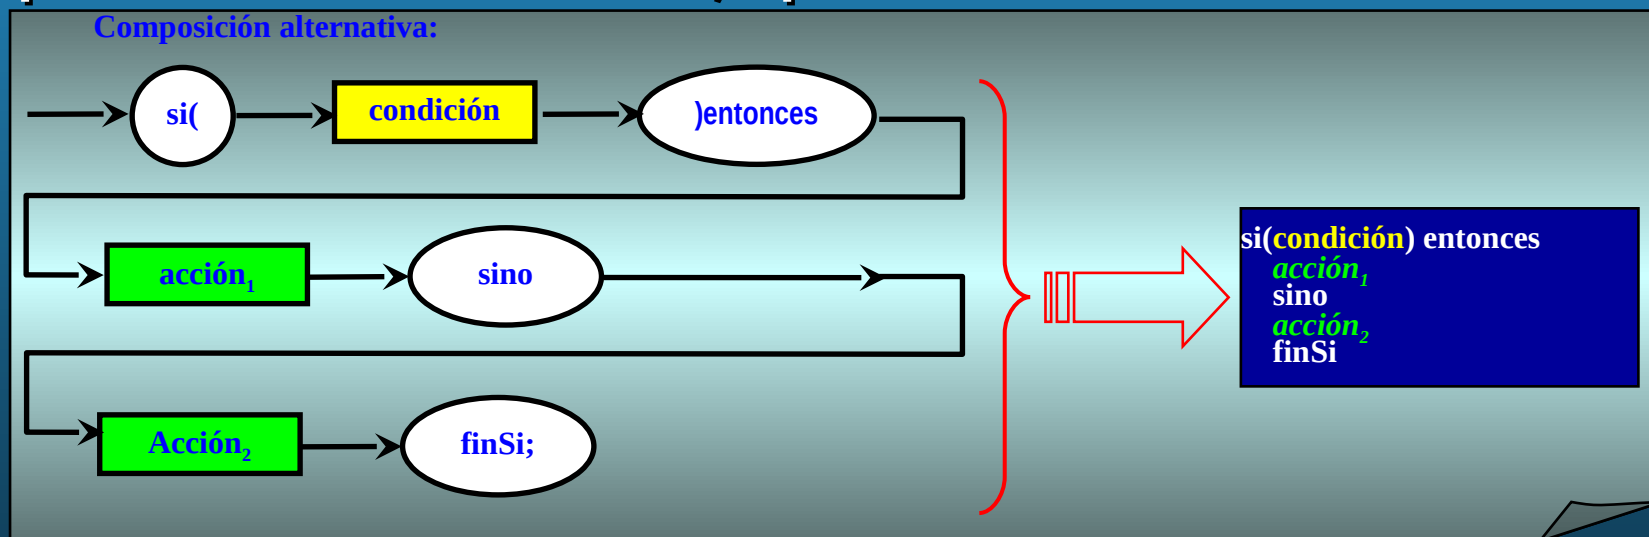 Composición alternativa:
si(
condición
)entonces
acción1
sino
Acción2
finSi;
si(condición) entonces
acción1
sino
acción2
finSi